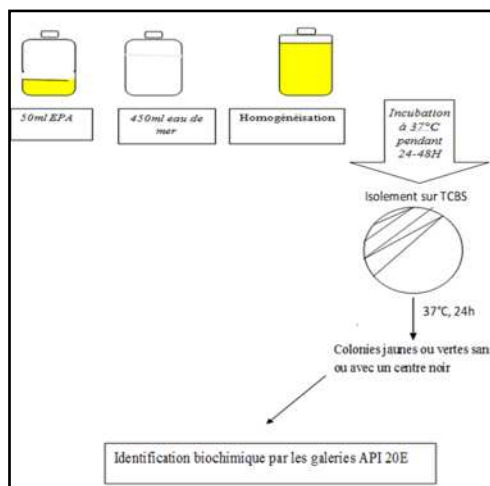 50ml EPA
450ml eau de
mer
Homogénéisation
Incubation
à 37°C
pendant
24-48H
Isolement sur TCBS
37°C, 24h
Colonies jaunes ou vertes san
ou avec un centre noir
Identification biochimique par les galeries API 20E